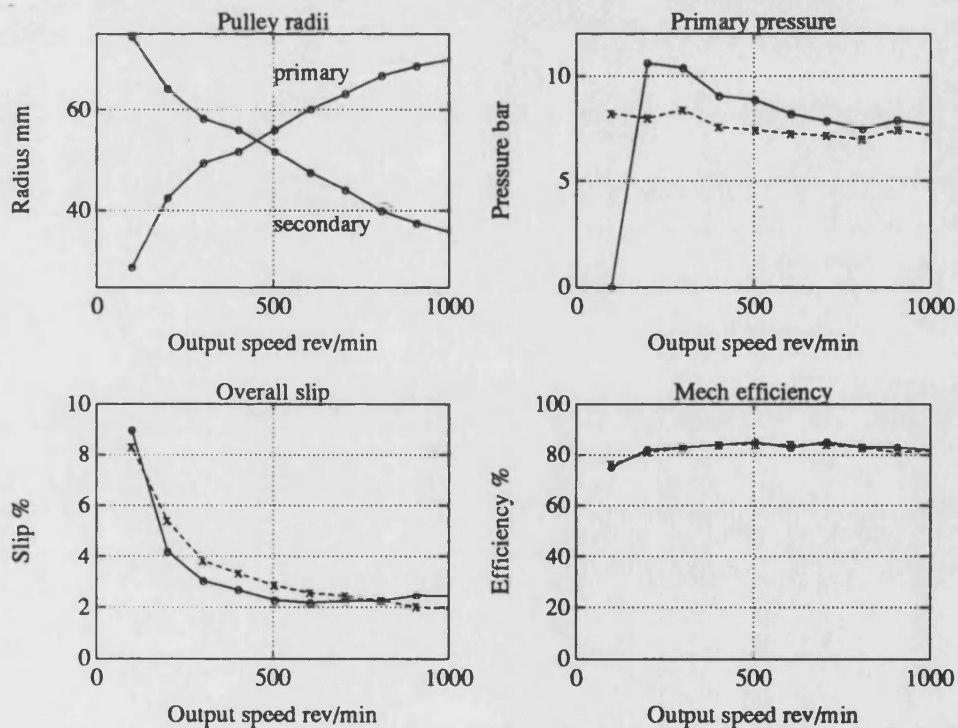 Pulley radii
Radius mm
60
40
primary
secondary
0
500
1000
Output speed rev/min
Primary pressure
Pressure bar
10
5
0
0
500
1000
Output speed rev/min
Overall slip
Slip %
10
8
6
4
2
0
0
500
1000
Output speed rev/min
Mech efficiency
Efficiency %
100
80
60
40
20
0
0
500
1000
Output speed rev/min